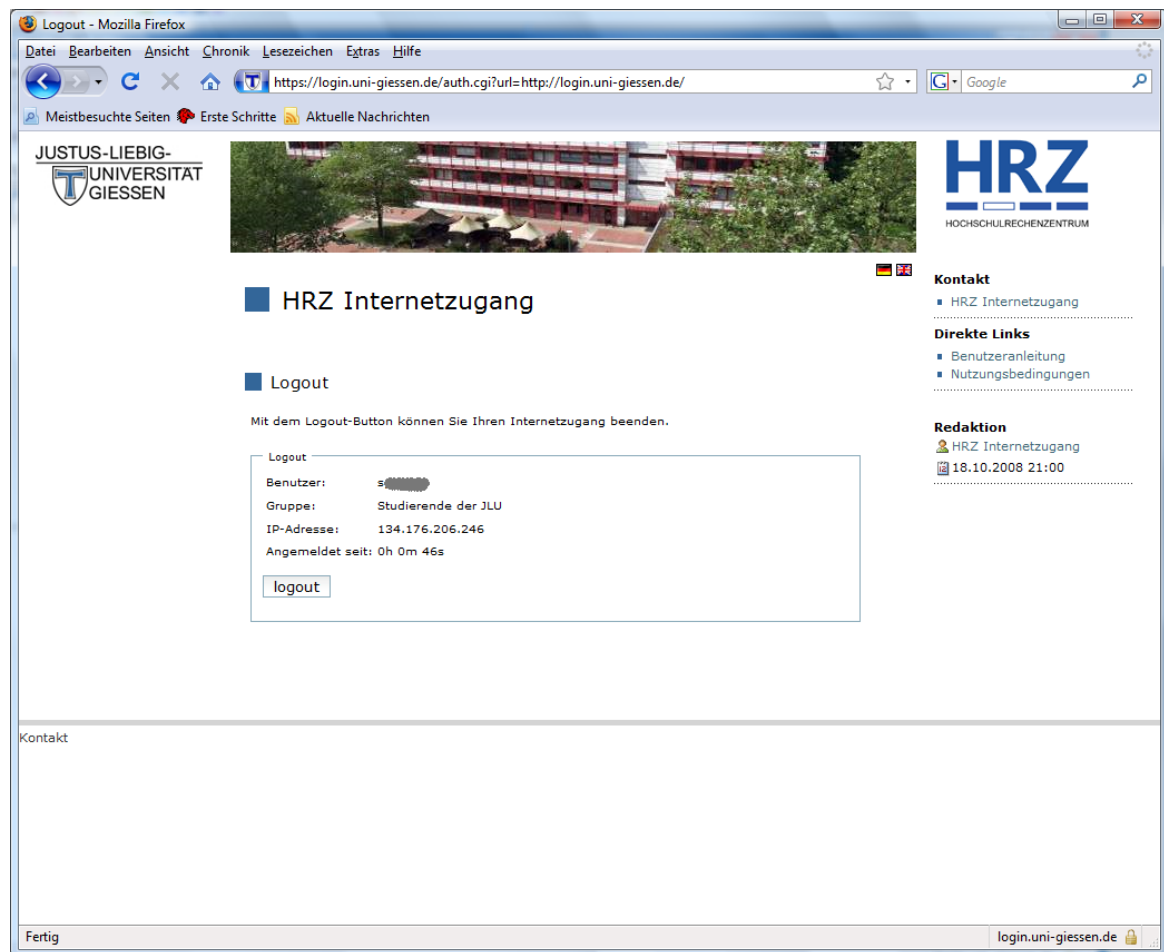 Logout - Mozilla Firefox
Datei Bearbeiten Ansicht Chronik Lesezeichen Extras Hilfe
https://login.uni-giessen.de/auth.cgi?url=http://login.uni-giessen.de/
G Google
Meistbesuchte Seiten Erste Schritte Aktuelle Nachrichten
JUSTUS-LIEBIG-
UNIVERSITÄT
GIESSEN
HRZ
HOCHSCHULRECHENZENTRUM
HRZ Internetzugang
Logout
Mit dem Logout-Button können Sie Ihren Internetzugang beenden.
Logout
Benutzer: s
Gruppe: Studierende der JLU
IP-Adresse: 134.176.206.246
Angemeldet seit: 0h 0m 46s
logout
Kontakt
HRZ Internetzugang
Direkte Links
Benutzeranleitung
Nutzungsbedingungen
Redaktion
HRZ Internetzugang
18.10.2008 21:00
Kontakt
Fertig
login.uni-giessen.de